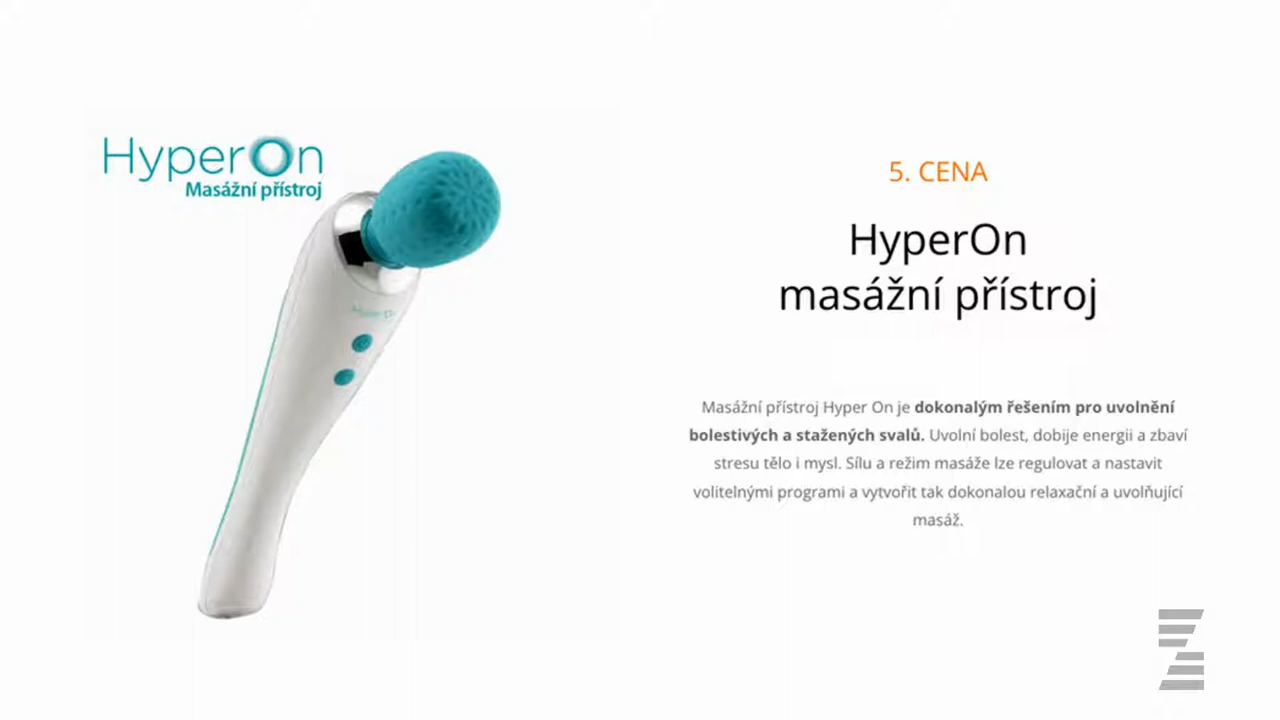 HyperOn
Masážní přístroj
HyperOn
5. CENA
HyperOn
masážní přístroj
Masážní přístroj Hyper On je dokonalým řešením pro uvolnění
bolestivých a stažených svalů. Uvolní bolest, dobije energii a zbaví
stresu tělo i mysl. Sílu a režim masáže lze regulovat a nastavit
volitelnými programi a vytvořit tak dokonalou relaxační a uvolňující
masáž.